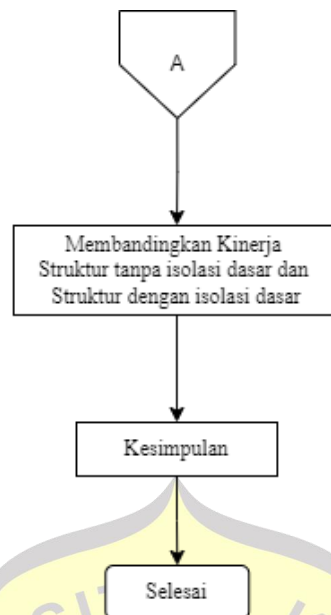 A
Membandingkan Kinerja
Struktur tanpa isolasi dasar dan
Struktur dengan isolasi dasar
Kesimpulan
Selesai